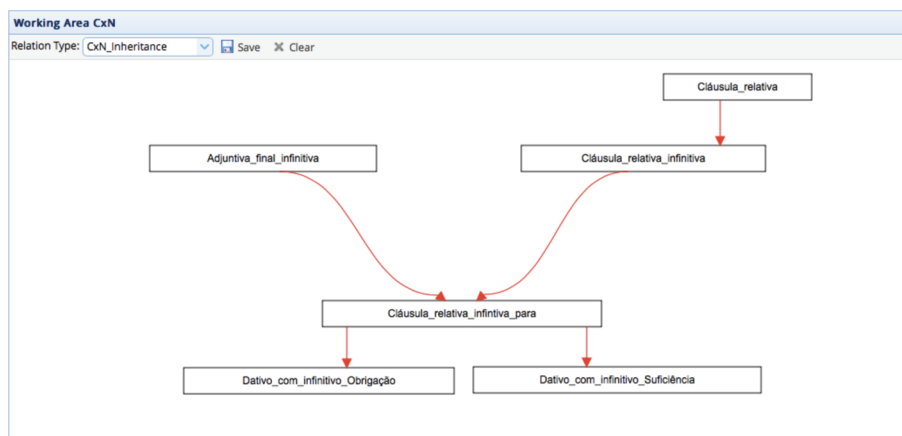 Working Area CxN
Relation Type: CxN_Inheritance Save Clear
Cláusula_relativa
Adjuntiva_final_infinitiva
Cláusula_relativa_infinitiva
Cláusula_relativa_infintiva_para
Dativo_com_infinitivo_Obrigação
Dativo_com_infinitivo_Suficiência